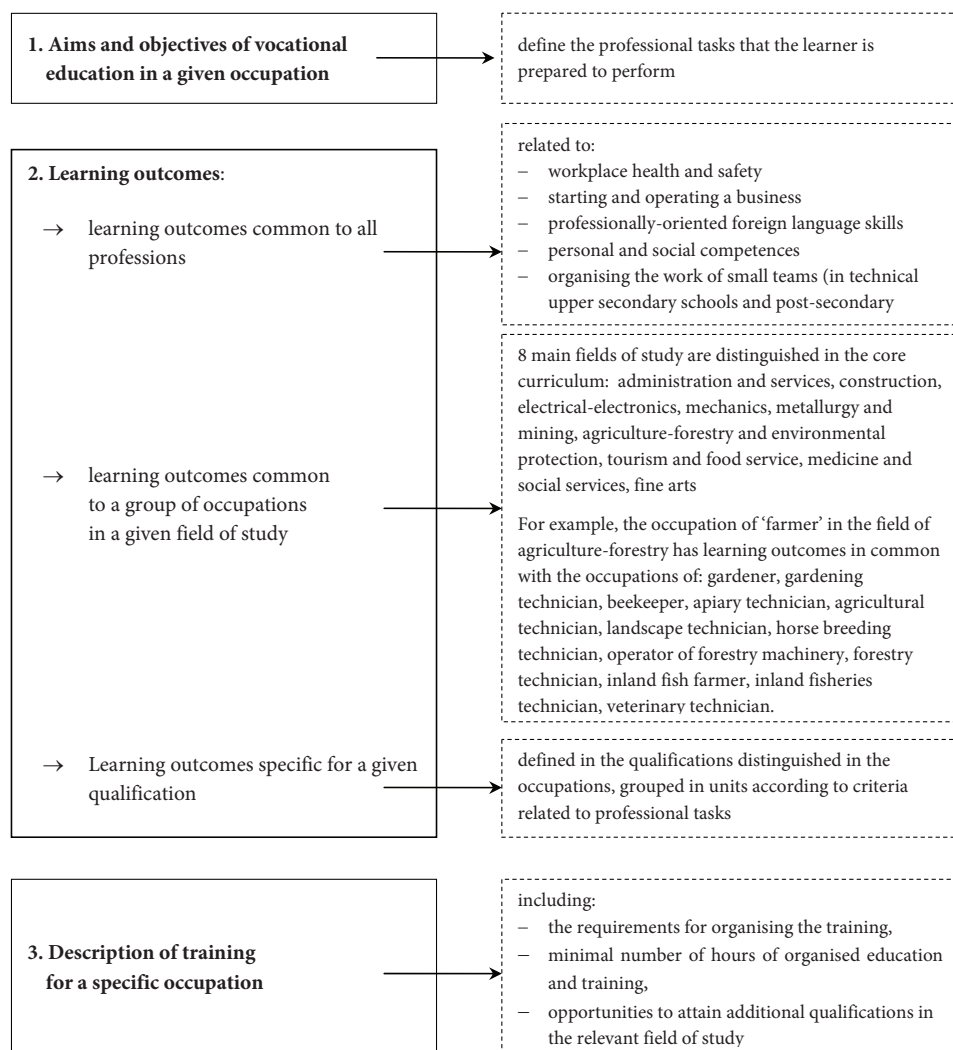 1. Aims and objectives of vocational
education in a given occupation
define the professional tasks that the learner is
prepared to perform
2. Learning outcomes:
→ learning outcomes common to all
professions
related to:
– workplace health and safety
– starting and operating a business
– professionally-oriented foreign language skills
– personal and social competences
– organising the work of small teams (in technical
upper secondary schools and post-secondary
→ learning outcomes common
to a group of occupations
in a given field of study
8 main fields of study are distinguished in the core
curriculum: administration and services, construction,
electrical-electronics, mechanics, metallurgy and
mining, agriculture-forestry and environmental
protection, tourism and food service, medicine and
social services, fine arts
For example, the occupation of ‘farmer’ in the field of
agriculture-forestry has learning outcomes in common
with the occupations of: gardener, gardening
technician, beekeeper, apiary technician, agricultural
technician, landscape technician, horse breeding
technician, operator of forestry machinery, forestry
technician, inland fish farmer, inland fisheries
technician, veterinary technician.
→ Learning outcomes specific for a given
qualification
defined in the qualifications distinguished in the
occupations, grouped in units according to criteria
related to professional tasks
3. Description of training
for a specific occupation
including:
– the requirements for organising the training,
– minimal number of hours of organised education
and training,
– opportunities to attain additional qualifications in
the relevant field of study